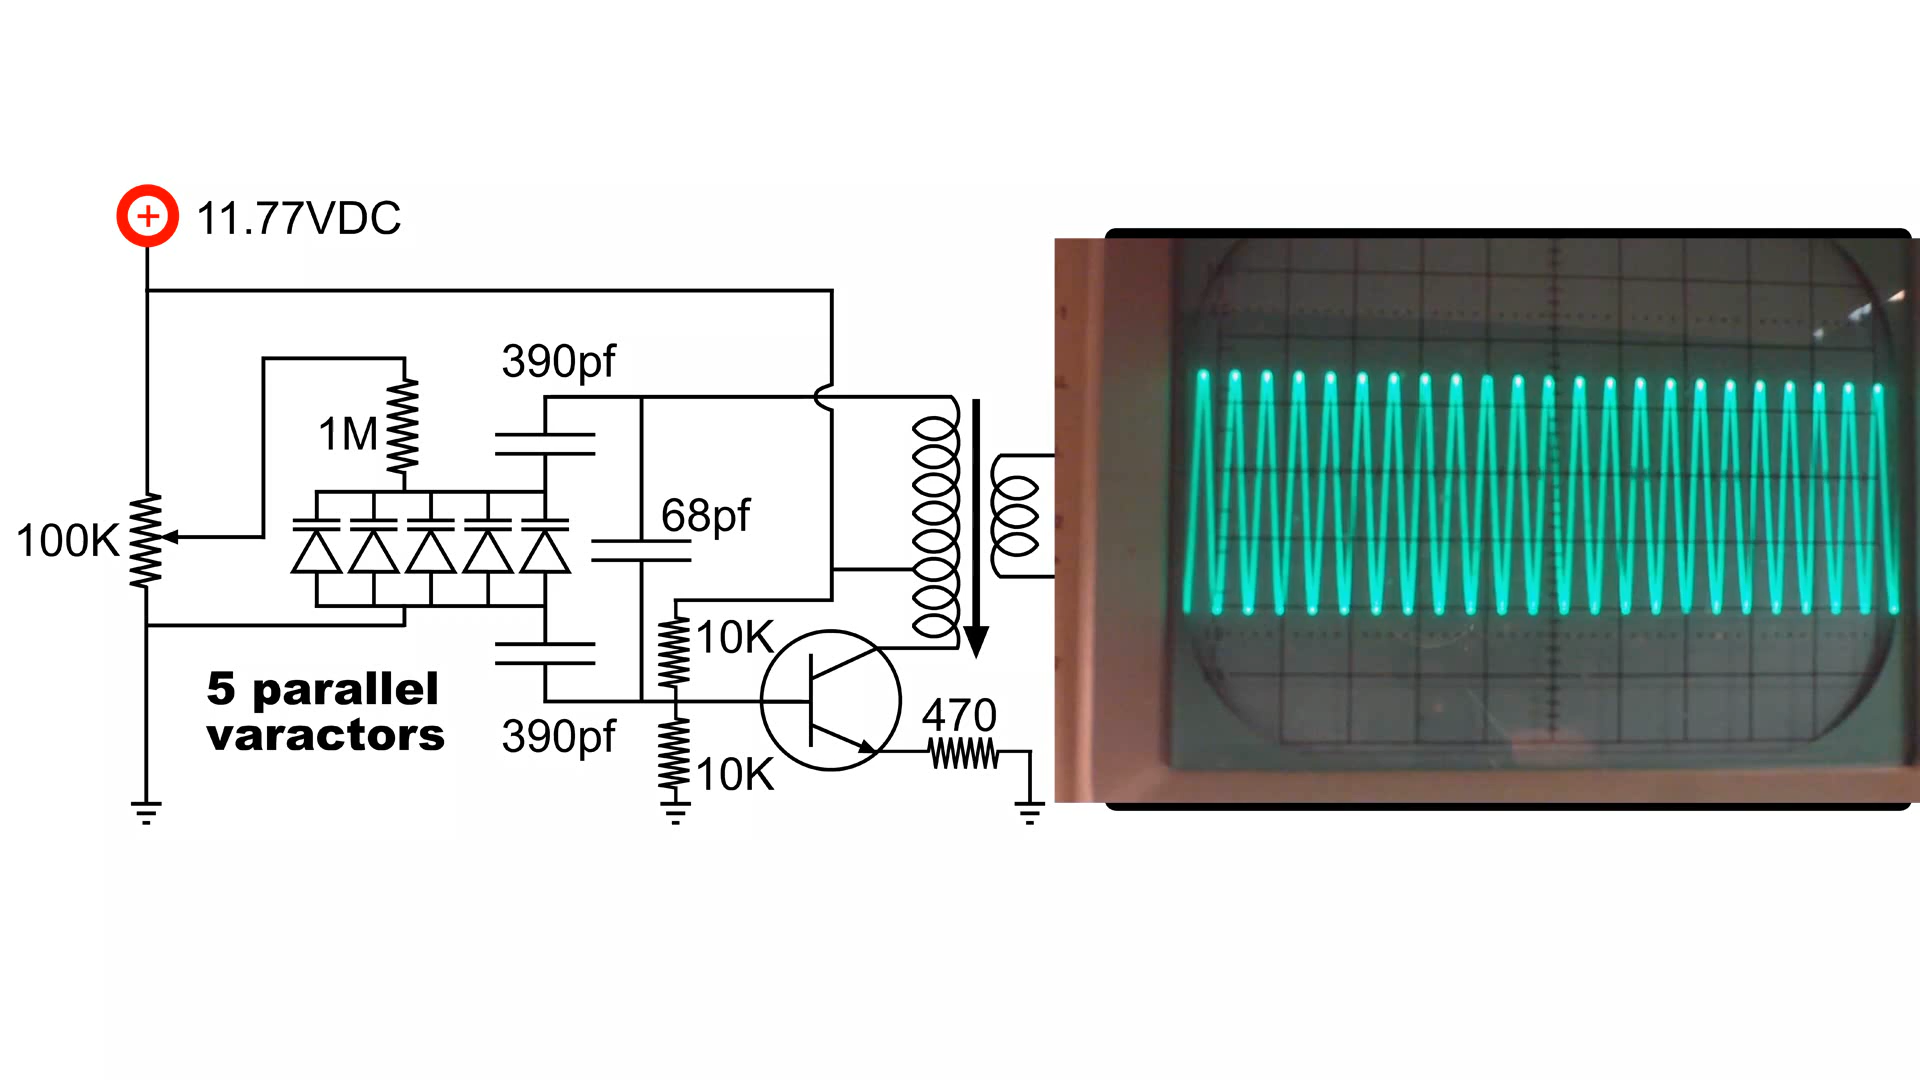 + 11.77VDC
390pf
1M
100K
68pf
10K
5 parallel
varactors
390pf
470
10K